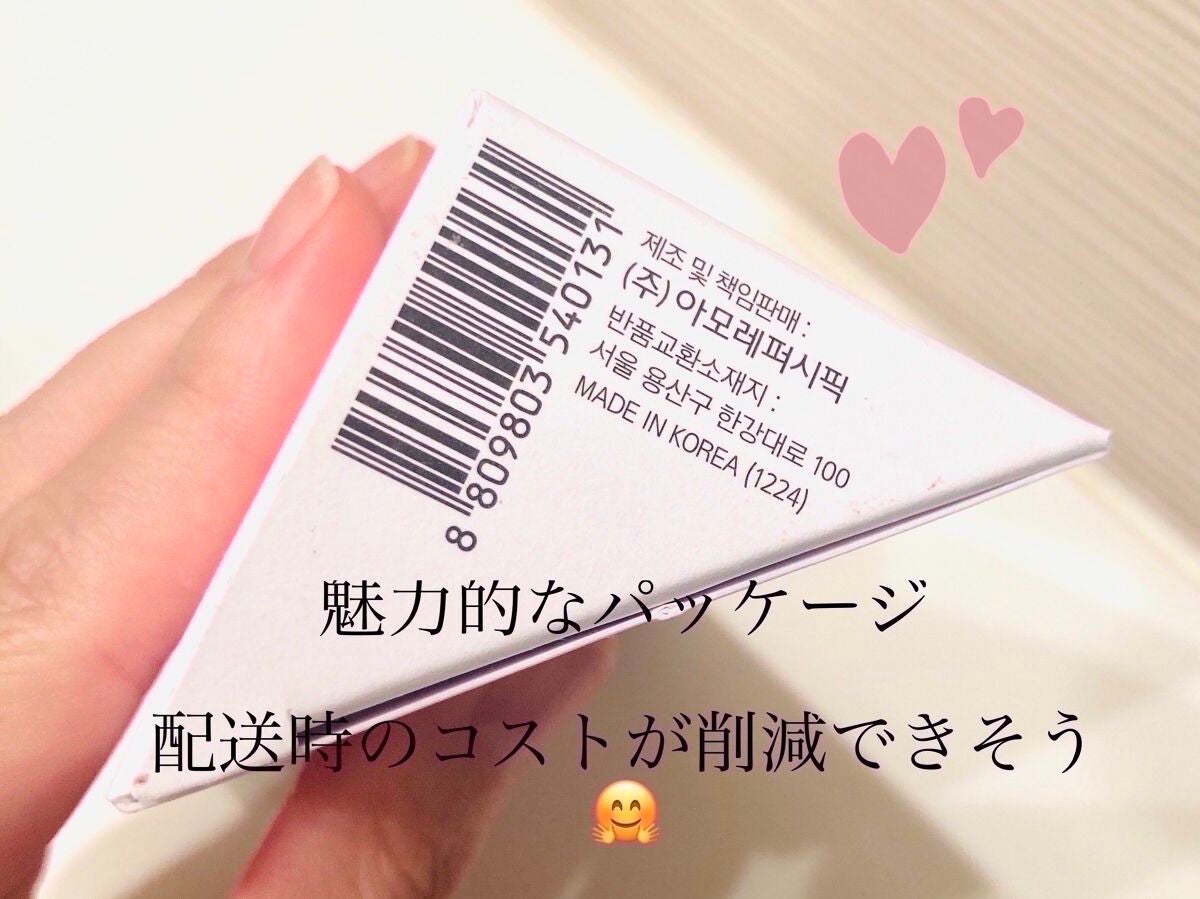 8 809803 540131
제조 및 책임판매 :
(주) 아모레퍼시픽
반품교환소재지 :
서울 용산구 한강대로 100
MADE IN KOREA (1224)
魅力的なパッケージ
配送時のコストが削減できそう
🤗